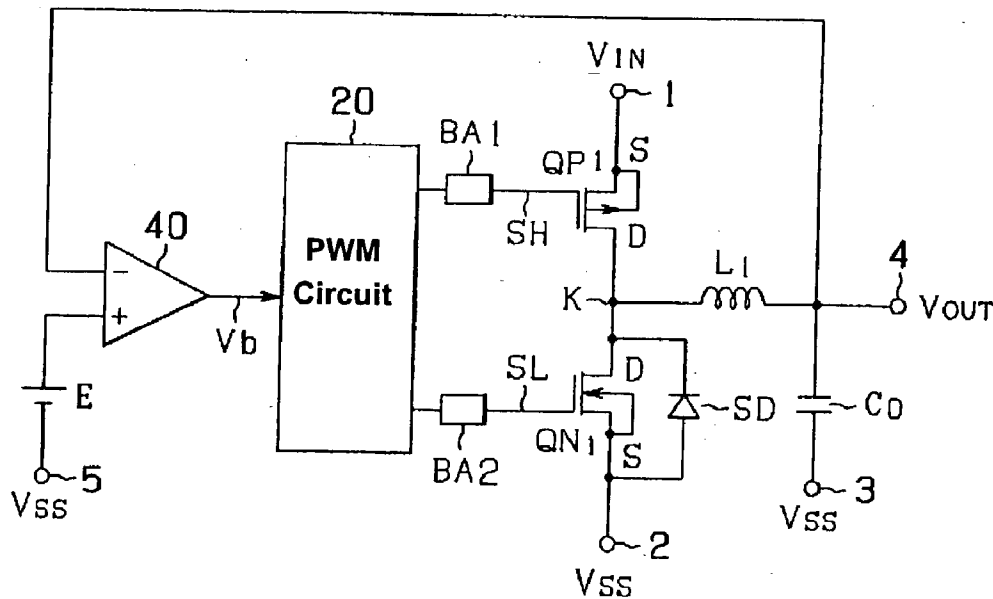 VIN
1
20
BA1
QP1
S
SH
D
40
PWM
Circuit
−
+
Vb
K
L1
4
VOUT
E
5
VSS
SL
D
QN1
S
BA2
SD
CO
3
VSS
2
VSS